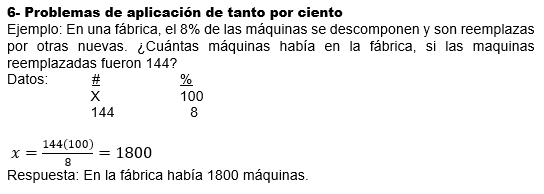 6- Problemas de aplicación de tanto por ciento
Ejemplo: En una fábrica, el 8% de las máquinas se descomponen y son reemplazas
por otras nuevas. ¿Cuántas máquinas había en la fábrica, si las maquinas
reemplazadas fueron 144?
Datos: # %
X 100
144 8
x = 144(100)/8 = 1800
Respuesta: En la fábrica había 1800 máquinas.